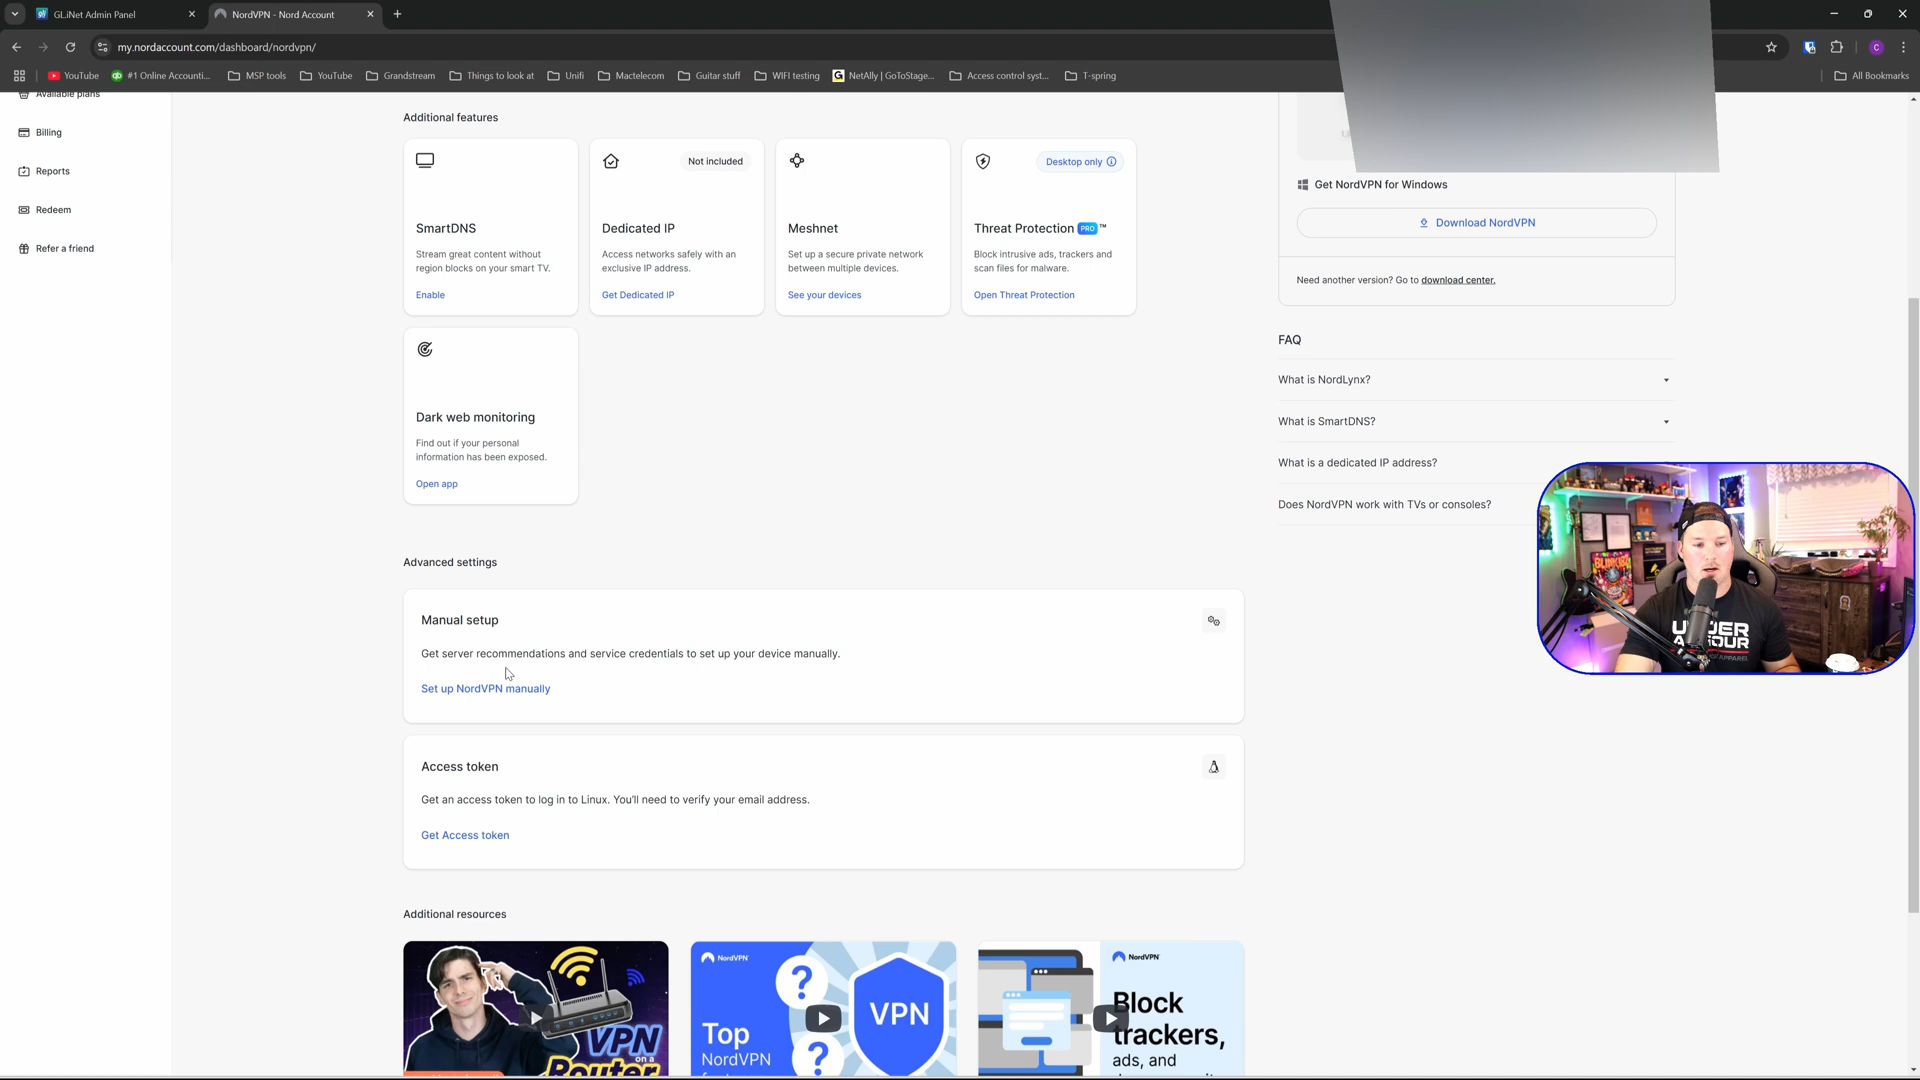 GLiNet Admin Panel
NordVPN - Nord Account
my.nordaccount.com/dashboard/nordvpn/
C
YouTube
#1 Online Accounti...
MSP tools
YouTube
Grandstream
Things to look at
Unifi
Mactelecom
Guitar stuff
WIFI testing
NetAlly | GoToStage...
Access control syst...
T-spring
All Bookmarks
Available plans
Billing
Reports
Redeem
Refer a friend
Additional features
SmartDNS
Stream great content without
region blocks on your smart TV.
Enable
Not included
Dedicated IP
Access networks safely with an
exclusive IP address.
Get Dedicated IP
Meshnet
Set up a secure private network
between multiple devices.
See your devices
Desktop only
Threat Protection PRO ™
Block intrusive ads, trackers and
scan files for malware.
Open Threat Protection
Dark web monitoring
Find out if your personal
information has been exposed.
Open app
Advanced settings
Manual setup
Get server recommendations and service credentials to set up your device manually.
Set up NordVPN manually
Access token
Get an access token to log in to Linux. You'll need to verify your email address.
Get Access token
Additional resources
VPN
on a
Router
NordVPN
Top
NordVPN
VPN
NordVPN
Block
trackers,
ads, and
Get NordVPN for Windows
Download NordVPN
Need another version? Go to download center.
FAQ
What is NordLynx?
What is SmartDNS?
What is a dedicated IP address?
Does NordVPN work with TVs or consoles?
UNDER
ARMOUR